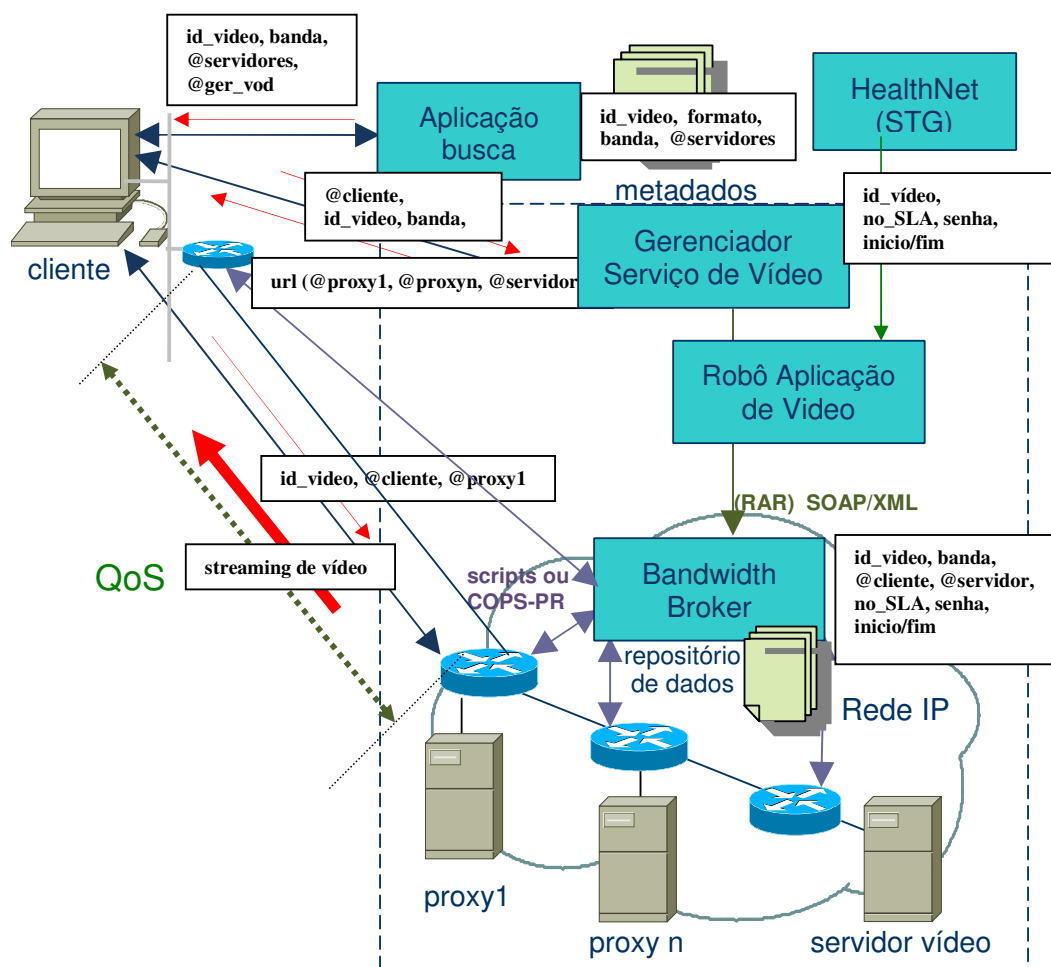 id_video, banda,
@servidores,
@ger_vod
Aplicação
busca
id_video, formato,
banda, @servidores
metadados
HealthNet
(STG)
cliente
@cliente,
id_video, banda,
id_vídeo,
no_SLA, senha,
inicio/fim
url (@proxy1, @proxyn, @servidor
Gerenciador
Serviço de Vídeo
Robô Aplicação
de Video
id_video, @cliente, @proxy1
(RAR) SOAP/XML
QoS
streaming de vídeo
scripts ou
COPS-PR
Bandwidth
Broker
id_video, banda,
@cliente, @servidor,
no_SLA, senha,
inicio/fim
repositório
de dados
Rede IP
proxy1
proxy n
servidor vídeo